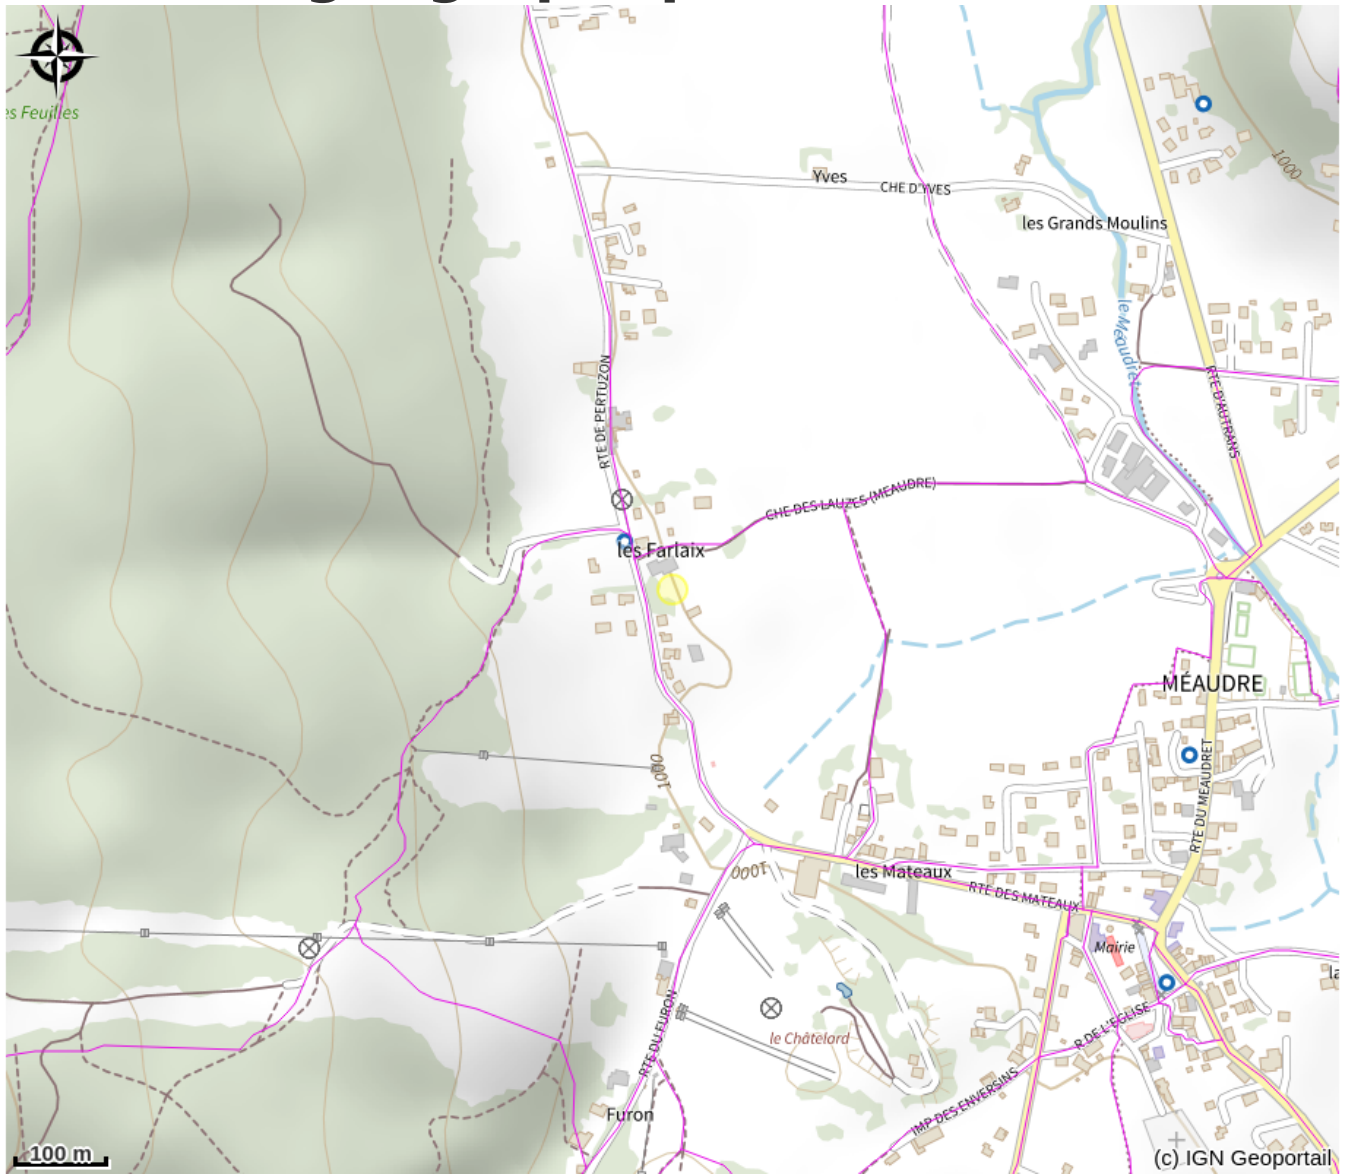 es Feuilles
1000
Yves
CHE D'YVES
les Grands Moulins
le Méaudret
RTE DE PERTUZON
RTE D'AUTRANS
CHE DES LAUZES (MEAUDRE)
les Farlaix
MÉAUDRE
1000
RTE DU MEAUDRET
1000
les Mateaux
RTE DES MATEAUX
Mairie
la
RTE DU FURON
le Châtelard
R DE L'EGLISE
IMP DES ENVERSINS
Furon
100 m
(c) IGN Geoportail